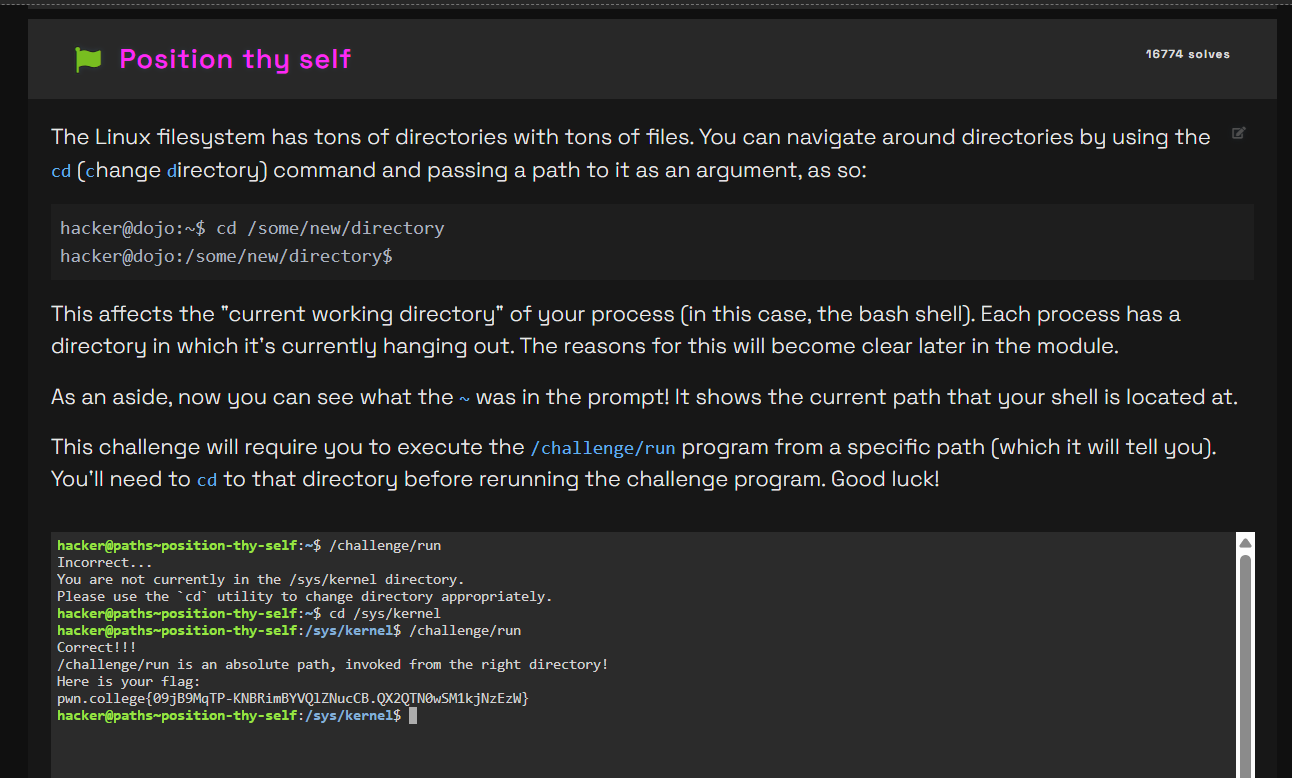 Position thy self
16774 solves
The Linux filesystem has tons of directories with tons of files. You can navigate around directories by using the
cd (change directory) command and passing a path to it as an argument, as so:
hacker@dojo:~$ cd /some/new/directory
hacker@dojo:/some/new/directory$
This affects the "current working directory" of your process (in this case, the bash shell). Each process has a
directory in which it's currently hanging out. The reasons for this will become clear later in the module.
As an aside, now you can see what the ~ was in the prompt! It shows the current path that your shell is located at.
This challenge will require you to execute the /challenge/run program from a specific path (which it will tell you).
You'll need to cd to that directory before rerunning the challenge program. Good luck!
hacker@paths~position-thy-self:~$ /challenge/run
Incorrect...
You are not currently in the /sys/kernel directory.
Please use the `cd` utility to change directory appropriately.
hacker@paths~position-thy-self:~$ cd /sys/kernel
hacker@paths~position-thy-self:/sys/kernel$ /challenge/run
Correct!!!
/challenge/run is an absolute path, invoked from the right directory!
Here is your flag:
pwn.college{09jB9MqTP-KNBRimBYVQlZNucCB.QX2QTN0wSM1kjNzEzW}
hacker@paths~position-thy-self:/sys/kernel$